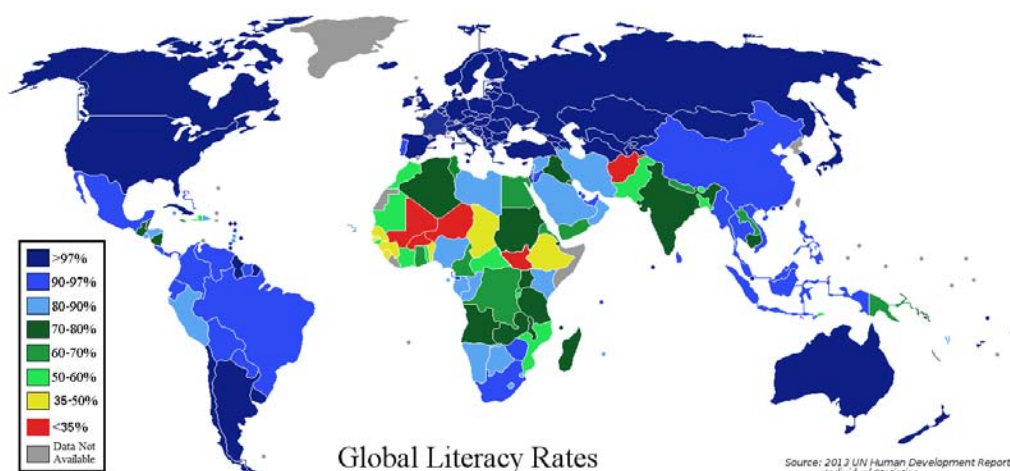 >97%
90-97%
80-90%
70-80%
60-70%
50-60%
35-50%
<35%
Data Not
Available
Global Literacy Rates
Source: 2013 UN Human Development Report